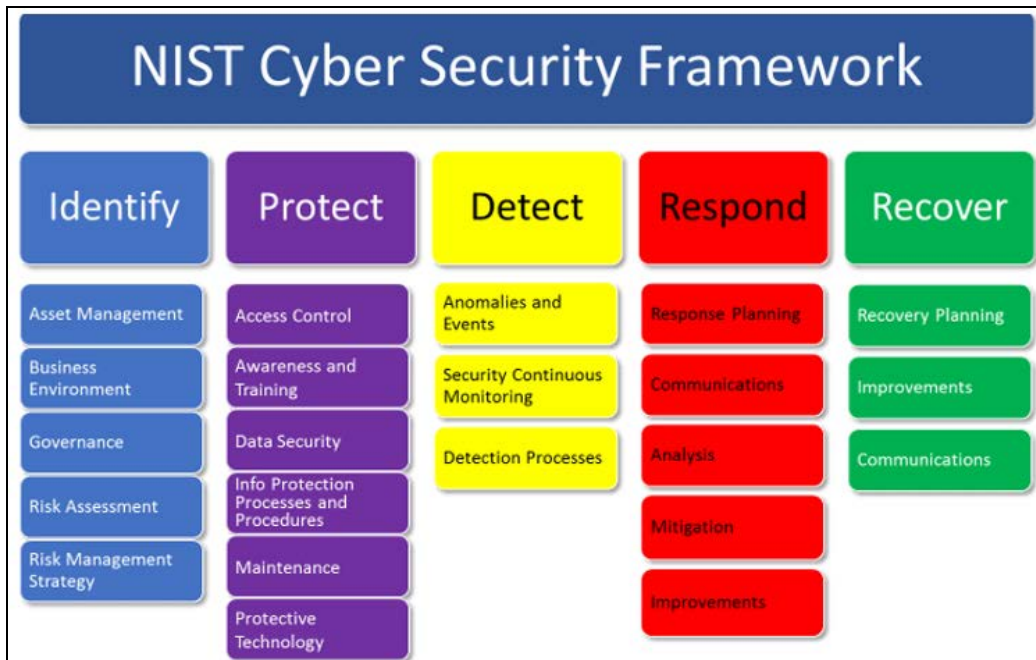 NIST Cyber Security Framework
Identify
Protect
Detect
Respond
Recover
Asset Management
Business
Environment
Governance
Risk Assessment
Risk Management
Strategy
Access Control
Awareness and
Training
Data Security
Info Protection
Processes and
Procedures
Maintenance
Protective
Technology
Anomalies and
Events
Security Continuous
Monitoring
Detection Processes
Response Planning
Communications
Analysis
Mitigation
Improvements
Recovery Planning
Improvements
Communications